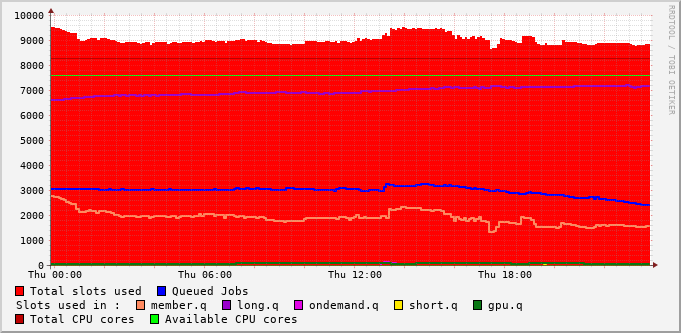 10000
9000
8000
7000
6000
5000
4000
3000
2000
1000
0
Thu 00:00 Thu 06:00 Thu 12:00 Thu 18:00
Total slots used Queued Jobs
Slots used in : member.q long.q ondemand.q short.q gpu.q
Total CPU cores Available CPU cores
RRDTOOL / TOBI OETIKER